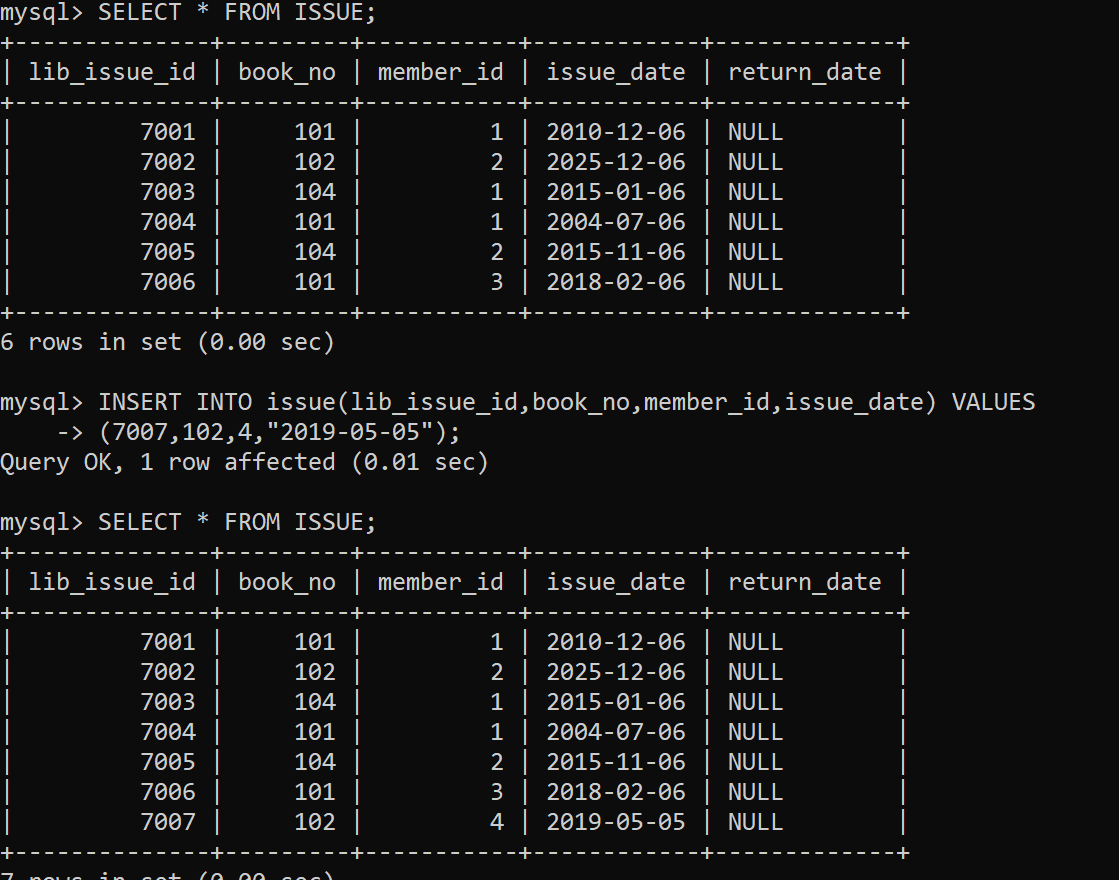 mysql> SELECT * FROM ISSUE;
+--------------+---------+-----------+------------+-------------+
| lib_issue_id | book_no | member_id | issue_date | return_date |
+--------------+---------+-----------+------------+-------------+
|         7001 |     101 |         1 | 2010-12-06 | NULL        |
|         7002 |     102 |         2 | 2025-12-06 | NULL        |
|         7003 |     104 |         1 | 2015-01-06 | NULL        |
|         7004 |     101 |         1 | 2004-07-06 | NULL        |
|         7005 |     104 |         2 | 2015-11-06 | NULL        |
|         7006 |     101 |         3 | 2018-02-06 | NULL        |
+--------------+---------+-----------+------------+-------------+
6 rows in set (0.00 sec)
mysql> INSERT INTO issue(lib_issue_id,book_no,member_id,issue_date) VALUES
    -> (7007,102,4,"2019-05-05");
Query OK, 1 row affected (0.01 sec)
mysql> SELECT * FROM ISSUE;
+--------------+---------+-----------+------------+-------------+
| lib_issue_id | book_no | member_id | issue_date | return_date |
+--------------+---------+-----------+------------+-------------+
|         7001 |     101 |         1 | 2010-12-06 | NULL        |
|         7002 |     102 |         2 | 2025-12-06 | NULL        |
|         7003 |     104 |         1 | 2015-01-06 | NULL        |
|         7004 |     101 |         1 | 2004-07-06 | NULL        |
|         7005 |     104 |         2 | 2015-11-06 | NULL        |
|         7006 |     101 |         3 | 2018-02-06 | NULL        |
|         7007 |     102 |         4 | 2019-05-05 | NULL        |
+--------------+---------+-----------+------------+-------------+
7 rows in set (0.00 sec)